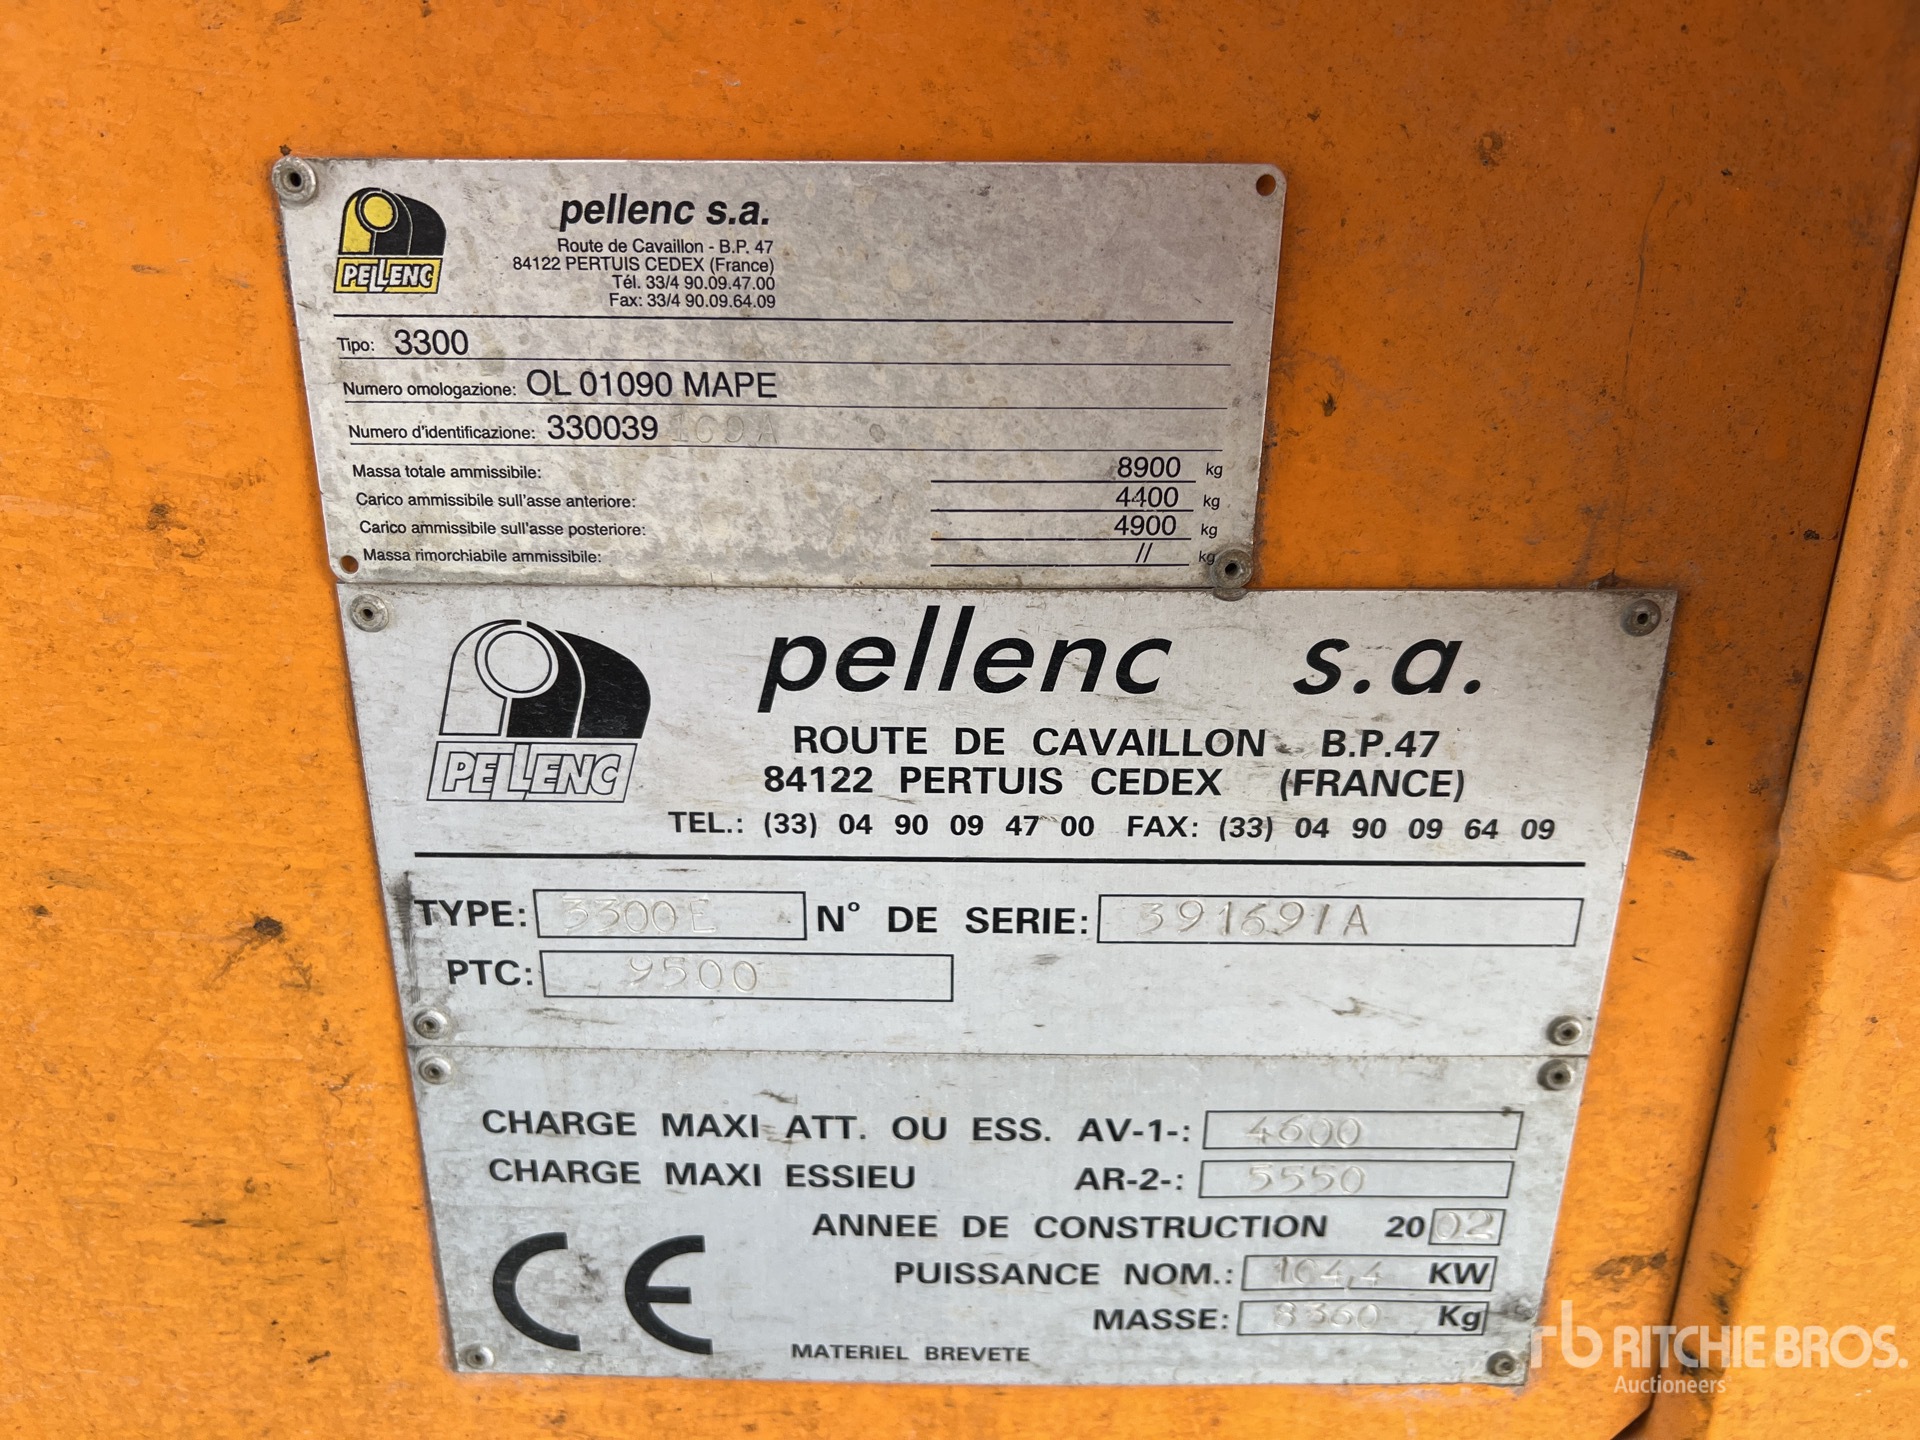 PELLENC
pellenc s.a.
Route de Cavaillon - B.P. 47
84122 PERTUIS CEDEX (France)
Tél. 33/4 90.09.47.00
Fax: 33/4 90.09.64.09
Tipo: 3300
Numero omologazione: OL 01090 MAPE
Numero d'identificazione: 330039
Massa totale ammissibile: 8900 kg
Carico ammissibile sull'asse anteriore: 4400 kg
Carico ammissibile sull'asse posteriore: 4900 kg
Massa rimorchiabile ammissibile: // kg
PELLENC
pellenc s.a.
ROUTE DE CAVAILLON - B.P.47
84122 PERTUIS CEDEX (FRANCE)
TEL.: (33) 04 90 09 47 00 FAX: (33) 04 90 09 64 09
TYPE: 3300E N° DE SERIE: 391691A
PTC: 9500
CHARGE MAXI ATT. OU ESS. AV-1-: 4600
CHARGE MAXI ESSIEU AR-2-: 5550
ANNEE DE CONSTRUCTION 2002
PUISSANCE NOM.: 104,4 KW
MASSE: 8360 Kg
CE
MATERIEL BREVETE
rb RITCHIE BROS.
Auctioneers